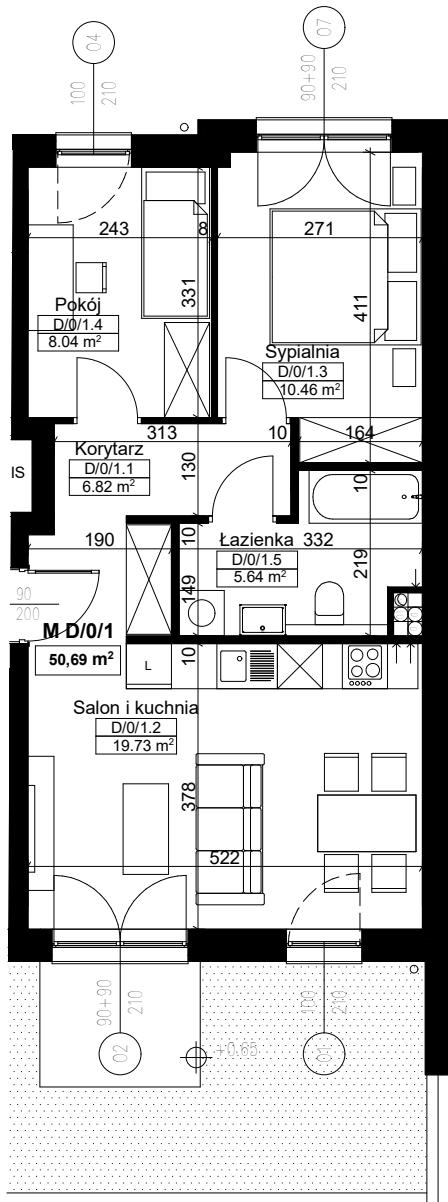 04
07
100
210
90+90
210
243
8
271
331
411
Pokój
D/0/1.4
8.04 m²
Sypialnia
D/0/1.3
10.46 m²
313
10
164
Korytarz
D/0/1.1
6.82 m²
130
10
IS
190
10
Łazienka
332
D/0/1.5
5.64 m²
219
149
90
200
M D/0/1
50,69 m²
10
L
Salon i kuchnia
D/0/1.2
19.73 m²
378
522
90+90
210
100
210
02
01
+0.65